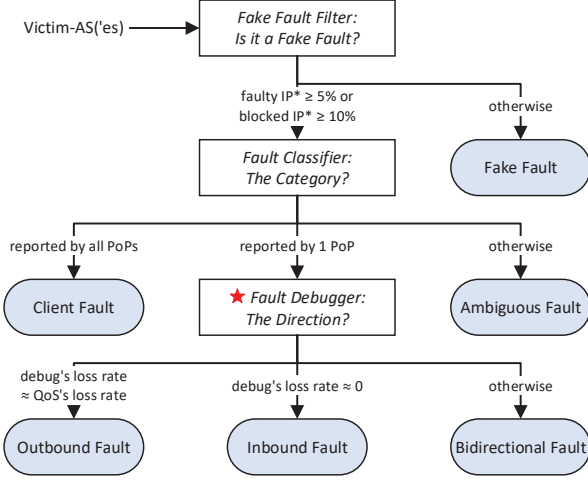 Victim-AS('es)
Fake Fault Filter:
Is it a Fake Fault?
faulty IP* ≥ 5% or
blocked IP* ≥ 10%
otherwise
Fault Classifier:
The Category?
Fake Fault
reported by all PoPs
reported by 1 PoP
otherwise
Client Fault
Fault Debugger:
The Direction?
Ambiguous Fault
debug's loss rate
≈ QoS's loss rate
debug's loss rate ≈ 0
otherwise
Outbound Fault
Inbound Fault
Bidirectional Fault